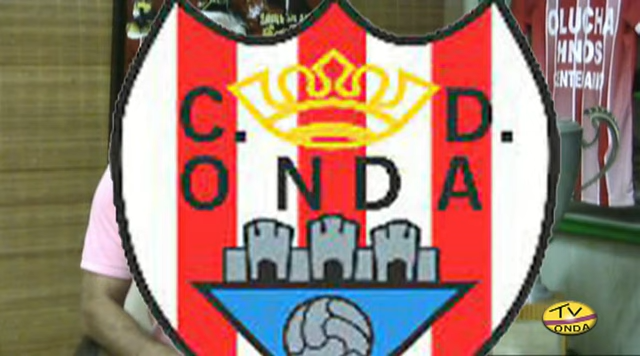 C. D.
ONDA
OLUCHA
HNOS
TV
ONDA